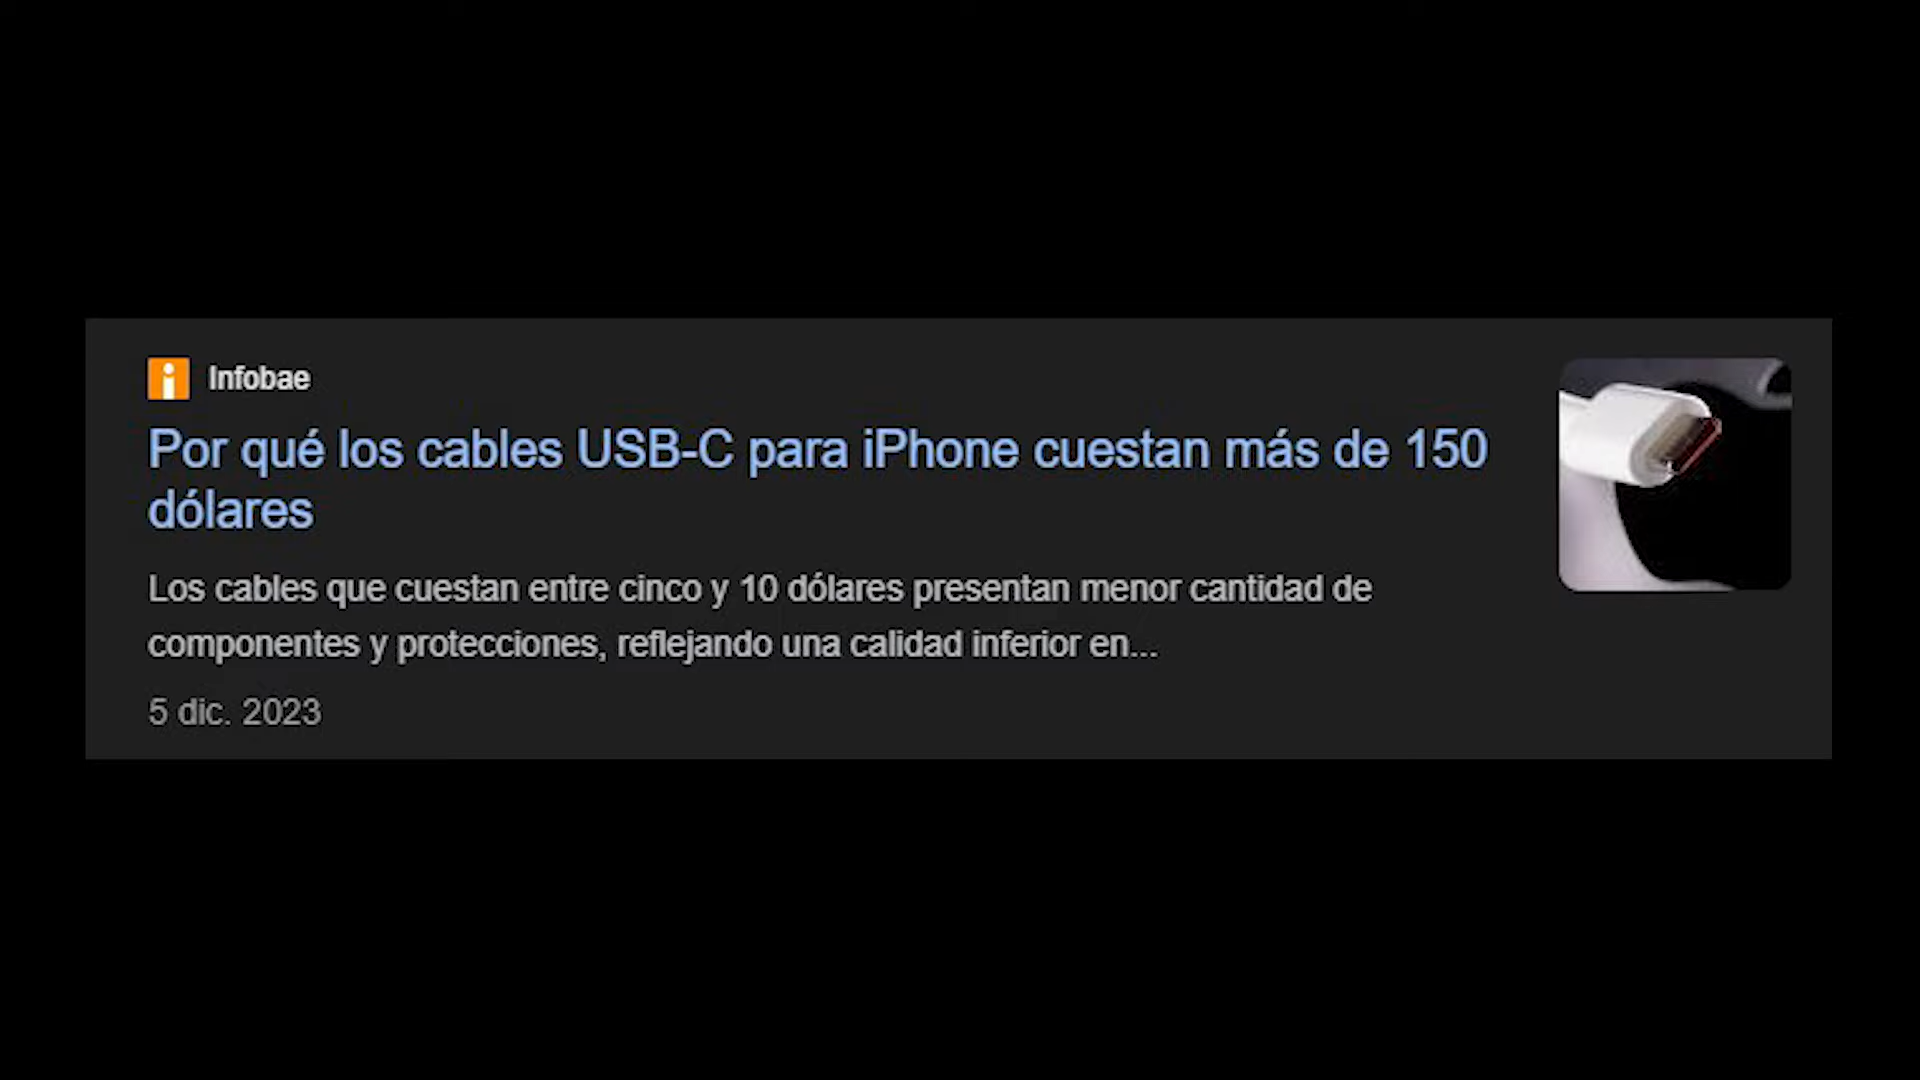 Infobae
Por qué los cables USB-C para iPhone cuestan más de 150
dólares
Los cables que cuestan entre cinco y 10 dólares presentan menor cantidad de
componentes y protecciones, reflejando una calidad inferior en...
5 dic. 2023